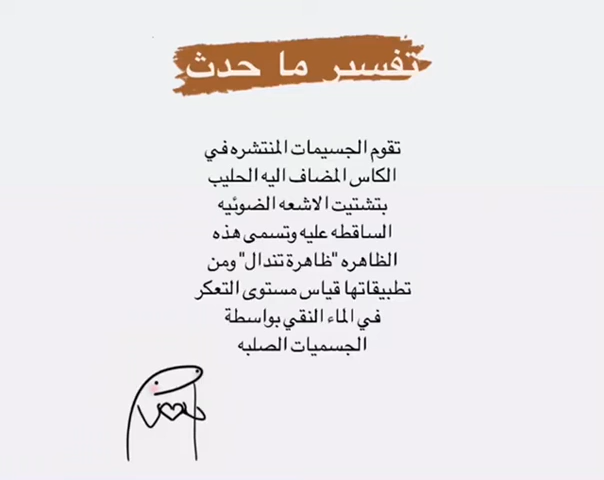 تفسير ما حدث
تقوم الجسيمات المنتشره في
الكاس المضاف اليه الحليب
بتشتيت الاشعه الضوئيه
الساقطه عليه وتسمى هذه
الظاهره "ظاهرة تندال" ومن
تطبيقاتها قياس مستوى التعكر
في الماء النقي بواسطة
الجسميات الصلبه